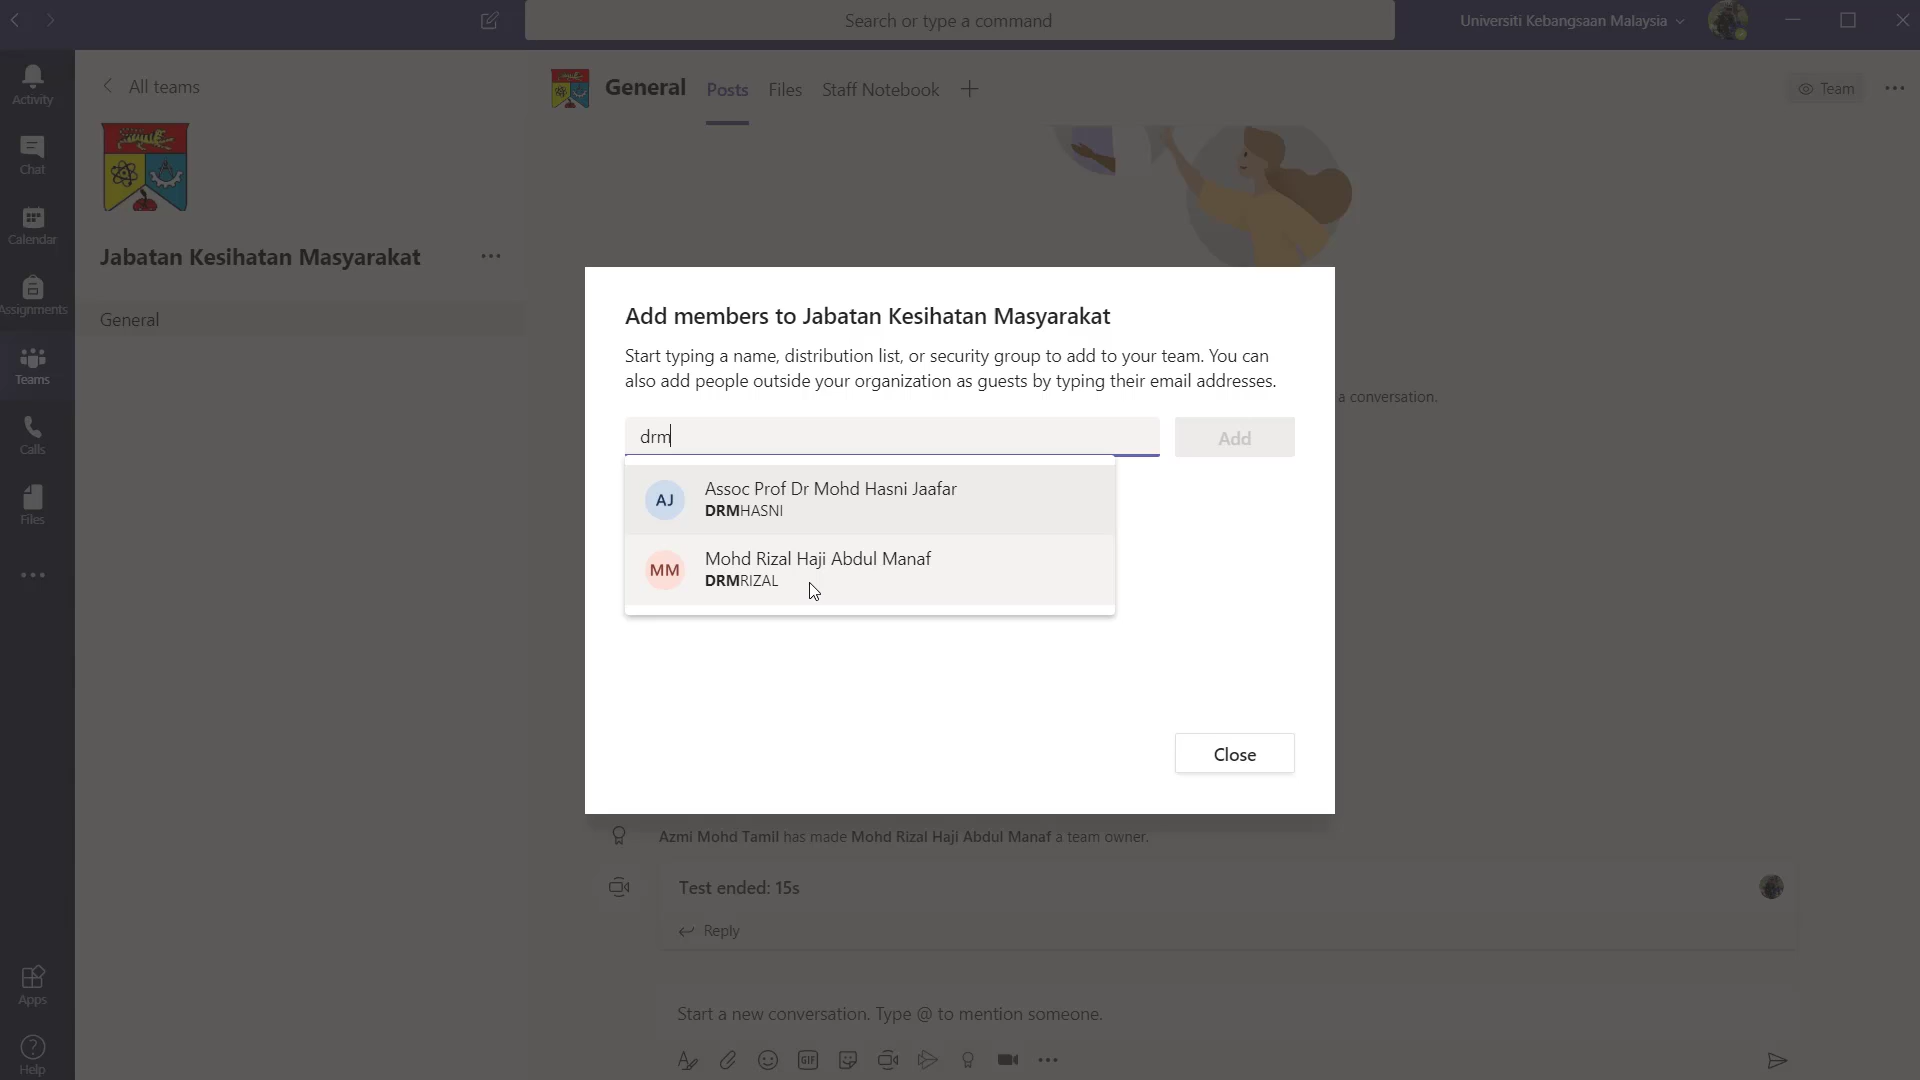 Search or type a command
Universiti Kebangsaan Malaysia
Activity
Chat
Calendar
Assignments
Teams
Calls
Files
Apps
Help
All teams
Jabatan Kesihatan Masyarakat
General
General Posts Files Staff Notebook
Team
Add members to Jabatan Kesihatan Masyarakat
Start typing a name, distribution list, or security group to add to your team. You can
also add people outside your organization as guests by typing their email addresses.
a conversation.
drm
Add
AJ
Assoc Prof Dr Mohd Hasni Jaafar
DRMHASNI
MM
Mohd Rizal Haji Abdul Manaf
DRMRIZAL
Close
Azmi Mohd Tamil has made Mohd Rizal Haji Abdul Manaf a team owner.
Test ended: 15s
Reply
Start a new conversation. Type @ to mention someone.
GIF